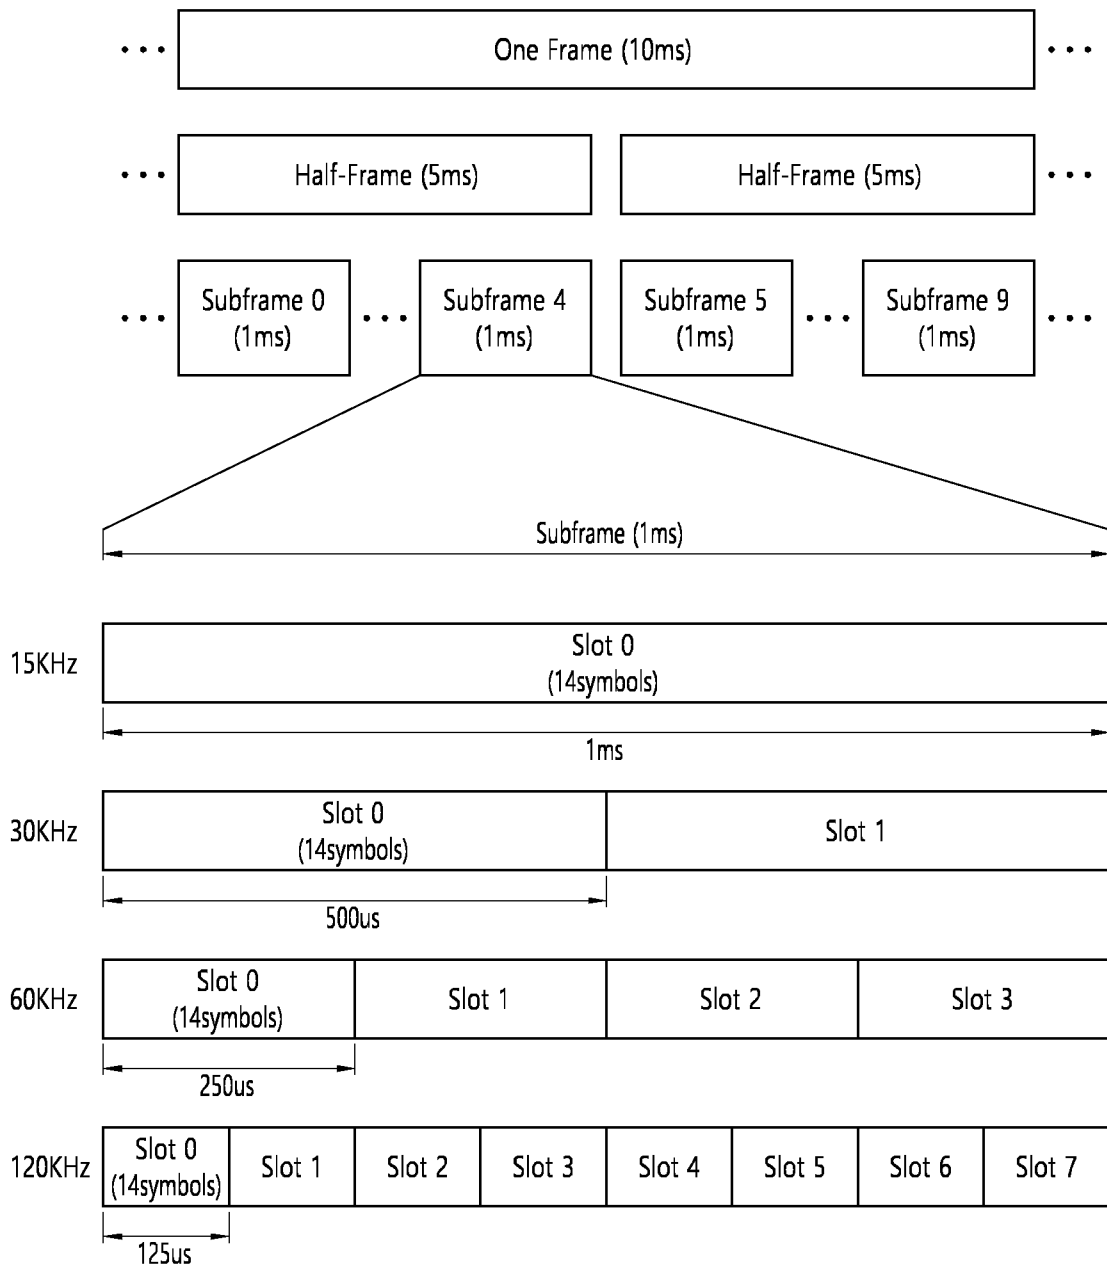 One Frame (10ms)
Half-Frame (5ms)
Half-Frame (5ms)
Subframe 0
(1ms)
Subframe 4
(1ms)
Subframe 5
(1ms)
Subframe 9
(1ms)
Subframe (1ms)
15KHz
Slot 0
(14symbols)
1ms
30KHz
Slot 0
(14symbols)
Slot 1
500us
60KHz
Slot 0
(14symbols)
Slot 1
Slot 2
Slot 3
250us
120KHz
Slot 0
(14symbols)
Slot 1
Slot 2
Slot 3
Slot 4
Slot 5
Slot 6
Slot 7
125us